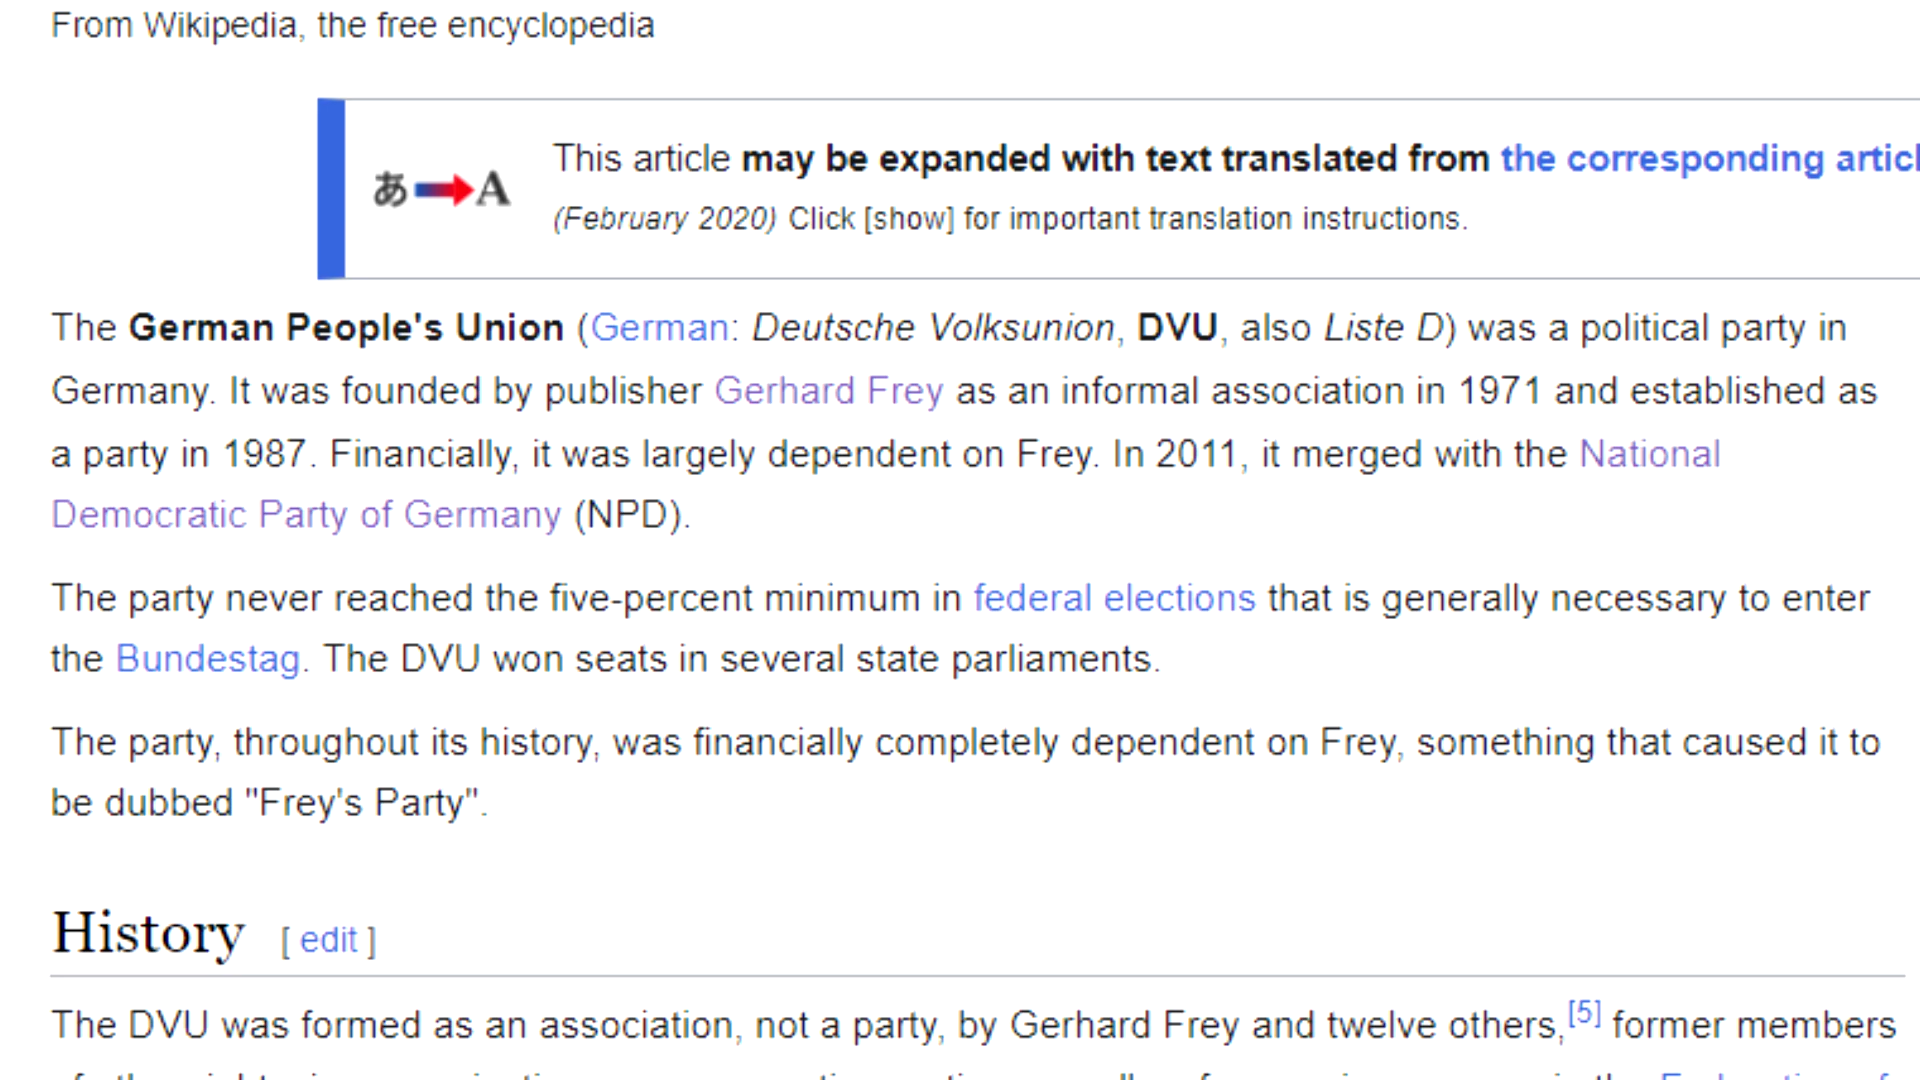 From Wikipedia, the free encyclopedia
あ A
This article may be expanded with text translated from the corresponding articl
(February 2020) Click [show] for important translation instructions.
The German People's Union (German: Deutsche Volksunion, DVU, also Liste D) was a political party in
Germany. It was founded by publisher Gerhard Frey as an informal association in 1971 and established as
a party in 1987. Financially, it was largely dependent on Frey. In 2011, it merged with the National
Democratic Party of Germany (NPD).
The party never reached the five-percent minimum in federal elections that is generally necessary to enter
the Bundestag. The DVU won seats in several state parliaments.
The party, throughout its history, was financially completely dependent on Frey, something that caused it to
be dubbed "Frey's Party".
History [ edit ]
The DVU was formed as an association, not a party, by Gerhard Frey and twelve others,[5] former members